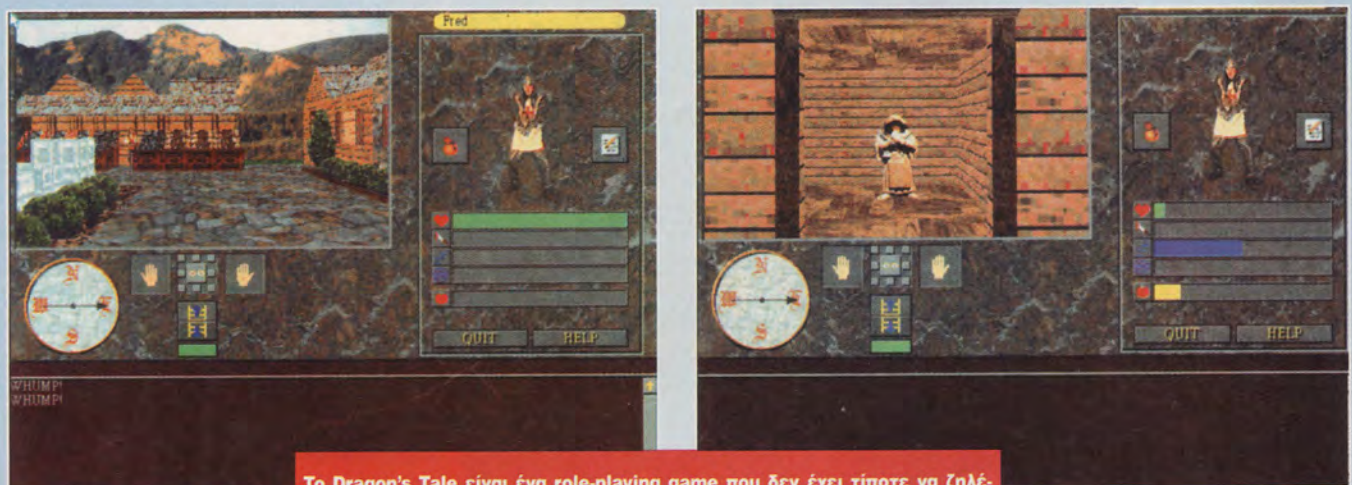 Fred
QUIT
HELP
WHUMP!
WHUMP!
QUIT
HELP
Το Dragon's Tale είναι ένα role-playing game που δεν έχει τίποτε να ζηλέ-